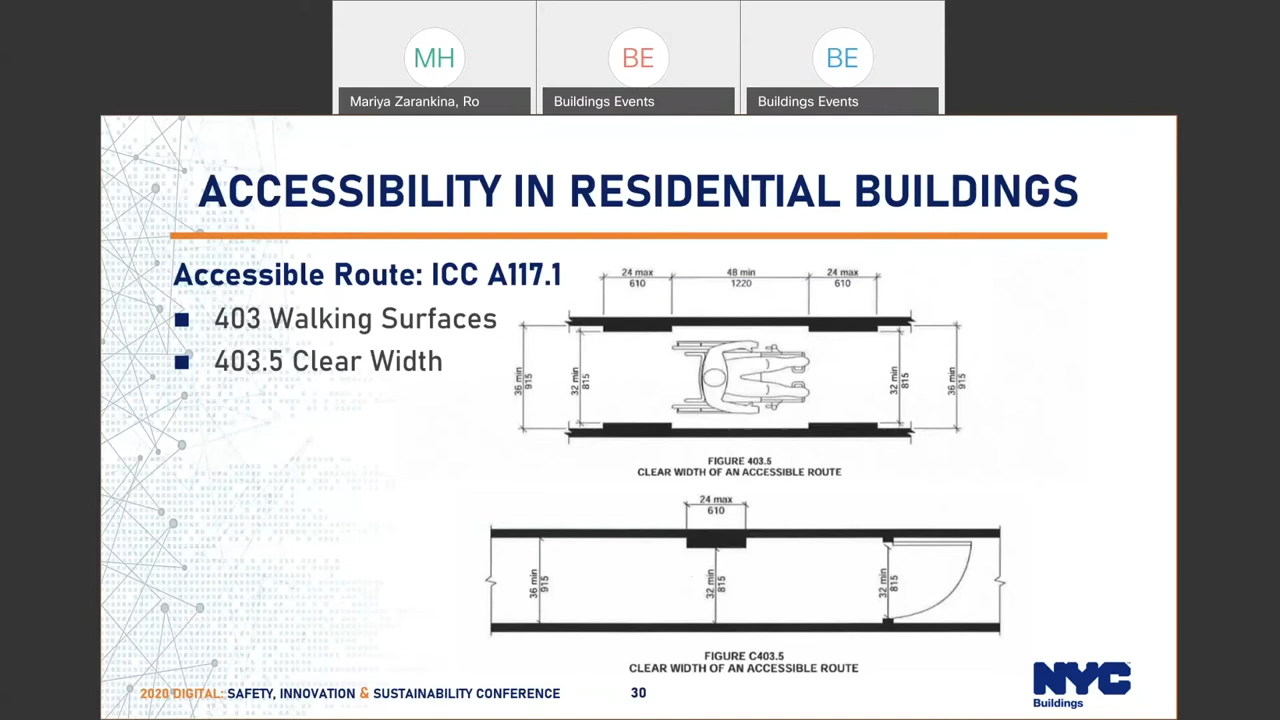 MH
BE
BE
Mariya Zarankina, Ro
Buildings Events
Buildings Events
ACCESSIBILITY IN RESIDENTIAL BUILDINGS
Accessible Route: ICC A117.1
403 Walking Surfaces
403.5 Clear Width
24 max
610
48 min
1220
24 max
610
36 min
915
32 min
815
32 min
815
36 min
915
FIGURE 403.5
CLEAR WIDTH OF AN ACCESSIBLE ROUTE
24 max
610
36 min
915
32 min
815
32 min
815
FIGURE C403.5
CLEAR WIDTH OF AN ACCESSIBLE ROUTE
2020 DIGITAL: SAFETY, INNOVATION & SUSTAINABILITY CONFERENCE
30
NYC
Buildings